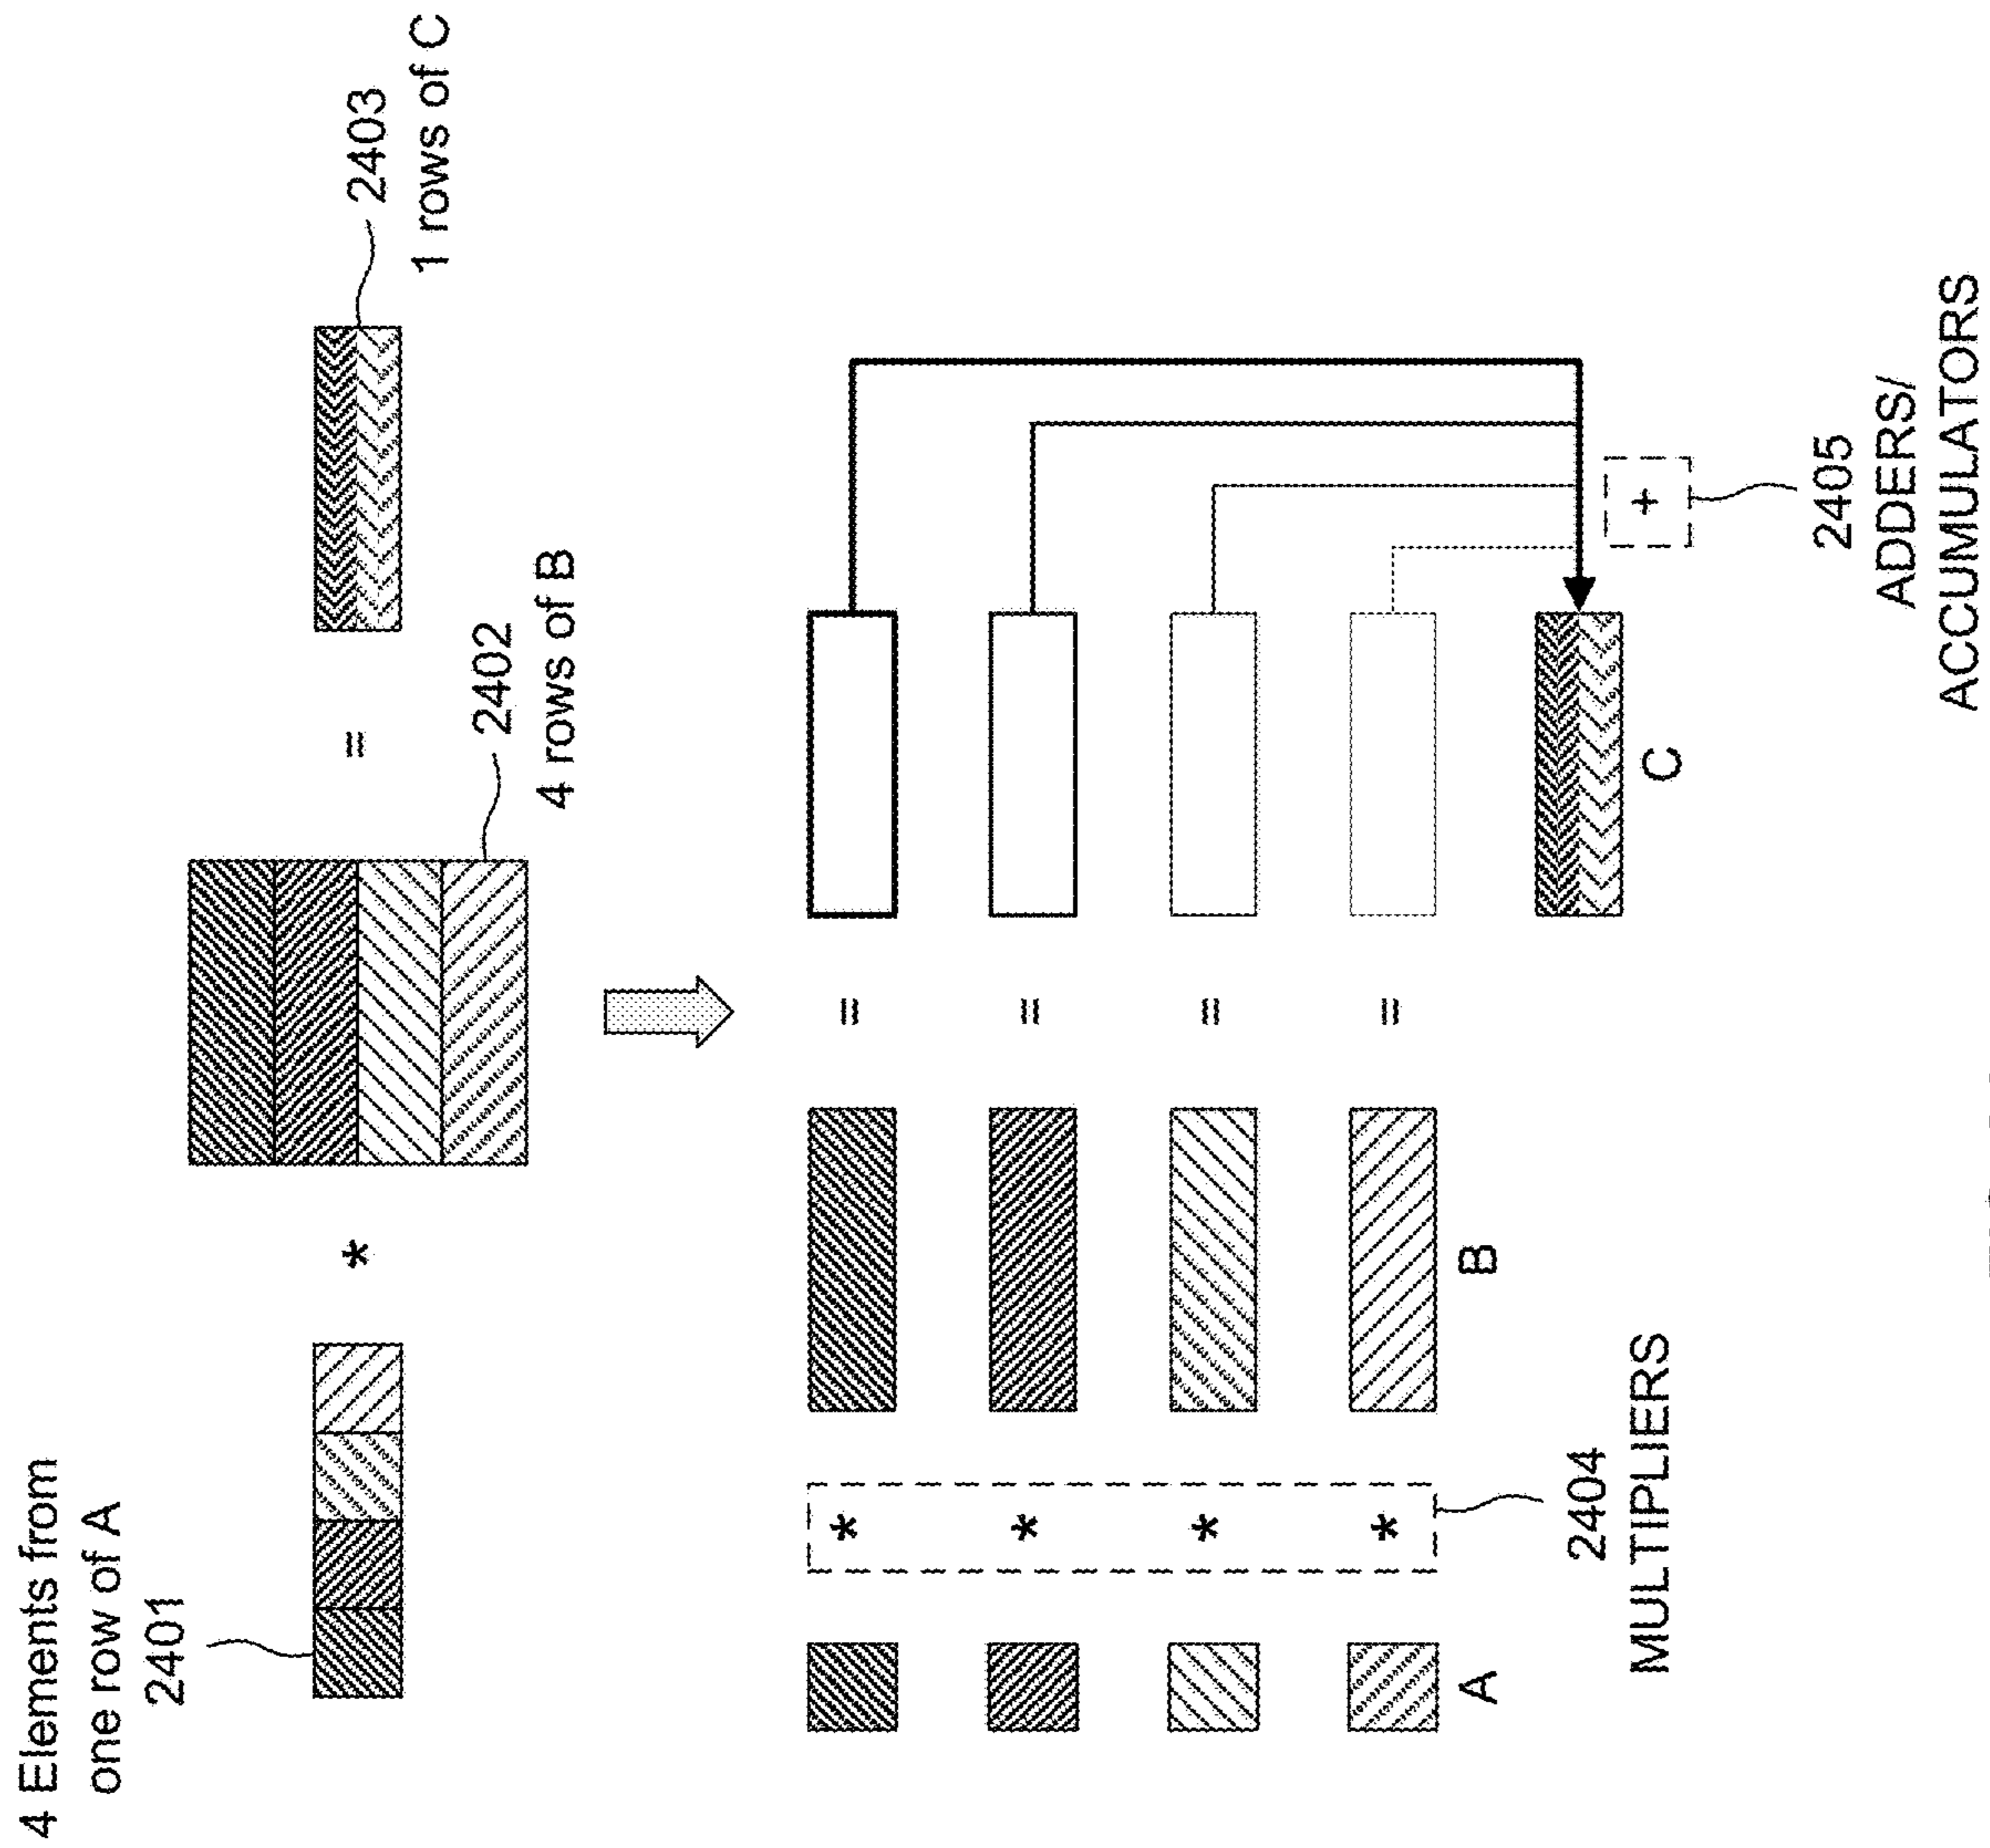 4 Elements from
one row of A
2401
*
2402
4 rows of B
=
2403
1 rows of C
* =
* =
* =
* =
A
B
C
+
2404
MULTIPLIERS
2405
ADDERS/
ACCUMULATORS